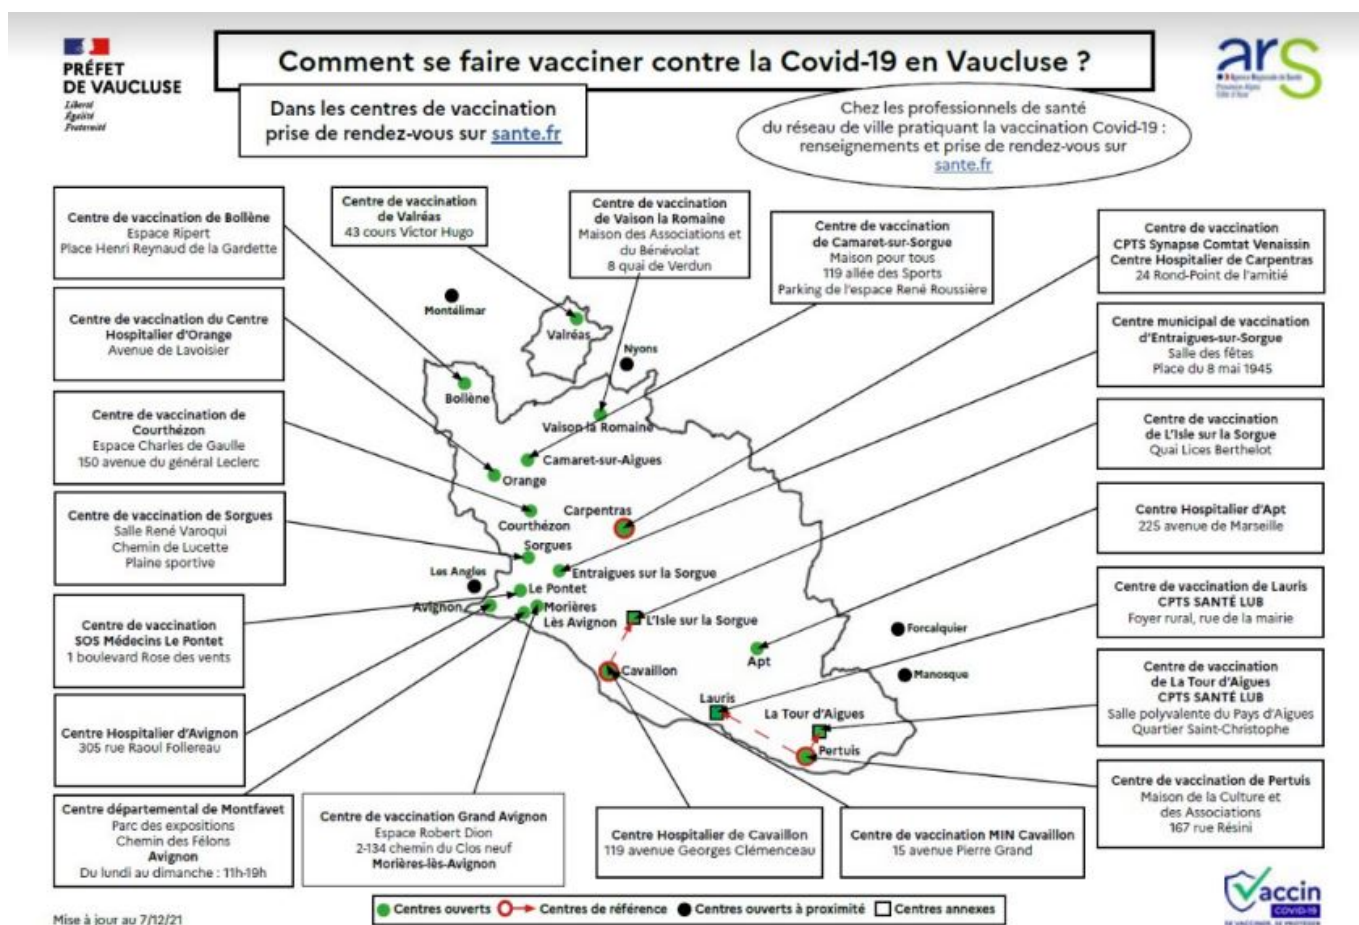 PRÉFET
DE VAUCLUSE
Liberté
Égalité
Fraternité
Comment se faire vacciner contre la Covid-19 en Vaucluse ?
ars
Agence Régionale de Santé
Provence-Alpes
Côte d'Azur
Dans les centres de vaccination
prise de rendez-vous sur sante.fr
Chez les professionnels de santé
du réseau de ville pratiquant la vaccination Covid-19 :
renseignements et prise de rendez-vous sur
sante.fr
Centre de vaccination de Bollène
Espace Ripert
Place Henri Reynaud de la Gardette
Centre de vaccination
de Valréas
43 cours Victor Hugo
Centre de vaccination
de Vaison la Romaine
Maison des Associations et
du Bénévolat
8 quai de Verdun
Centre de vaccination
de Camaret-sur-Sorgue
Maison pour tous
119 allée des Sports
Parking de l'espace René Roussière
Centre de vaccination
CPTS Synapse Comtat Venaissin
Centre Hospitalier de Carpentras
24 Rond-Point de l'amitié
Centre de vaccination du Centre
Hospitalier d'Orange
Avenue de Lavoisier
Centre municipal de vaccination
d'Entraigues-sur-Sorgue
Salle des fêtes
Place du 8 mai 1945
Centre de vaccination de
Courthézon
Espace Charles de Gaulle
150 avenue du général Leclerc
Centre de vaccination
de L'Isle sur la Sorgue
Quai Lices Berthelot
Centre de vaccination de Sorgues
Salle René Varoqui
Chemin de Lucette
Plaine sportive
Centre Hospitalier d'Apt
225 avenue de Marseille
Centre de vaccination
SOS Médecins Le Pontet
1 boulevard Rose des vents
Centre de vaccination de Lauris
CPTS SANTÉ LUB
Foyer rural, rue de la mairie
Centre Hospitalier d'Avignon
305 rue Raoul Follereau
Centre de vaccination
de La Tour d'Aigues
CPTS SANTÉ LUB
Salle polyvalente du Pays d'Aigues
Quartier Saint-Christophe
Centre départemental de Montfavet
Parc des expositions
Chemin des Félons
Avignon
Du lundi au dimanche : 11h-19h
Centre de vaccination Grand Avignon
Espace Robert Dion
2-134 chemin du Clos neuf
Morières-lès-Avignon
Centre Hospitalier de Cavaillon
119 avenue Georges Clémenceau
Centre de vaccination MIN Cavaillon
15 avenue Pierre Grand
Centre de vaccination de Pertuis
Maison de la Culture et
des Associations
167 rue Résini
Montélimar
Valréas
Nyons
Bollène
Vaison la Romaine
Camaret-sur-Aigues
Orange
Carpentras
Courthézon
Sorgues
Entraigues sur la Sorgue
Les Angles
Le Pontet
Avignon
Morières
Lès Avignon
L'Isle sur la Sorgue
Forcalquier
Apt
Cavaillon
Manosque
Lauris
La Tour d'Aigues
Pertuis
Centres ouverts
Centres de référence
Centres ouverts à proximité
Centres annexes
Mise à jour au 7/12/21
Vaccin
COVID-19
SE VACCINER, SE PROTÉGER